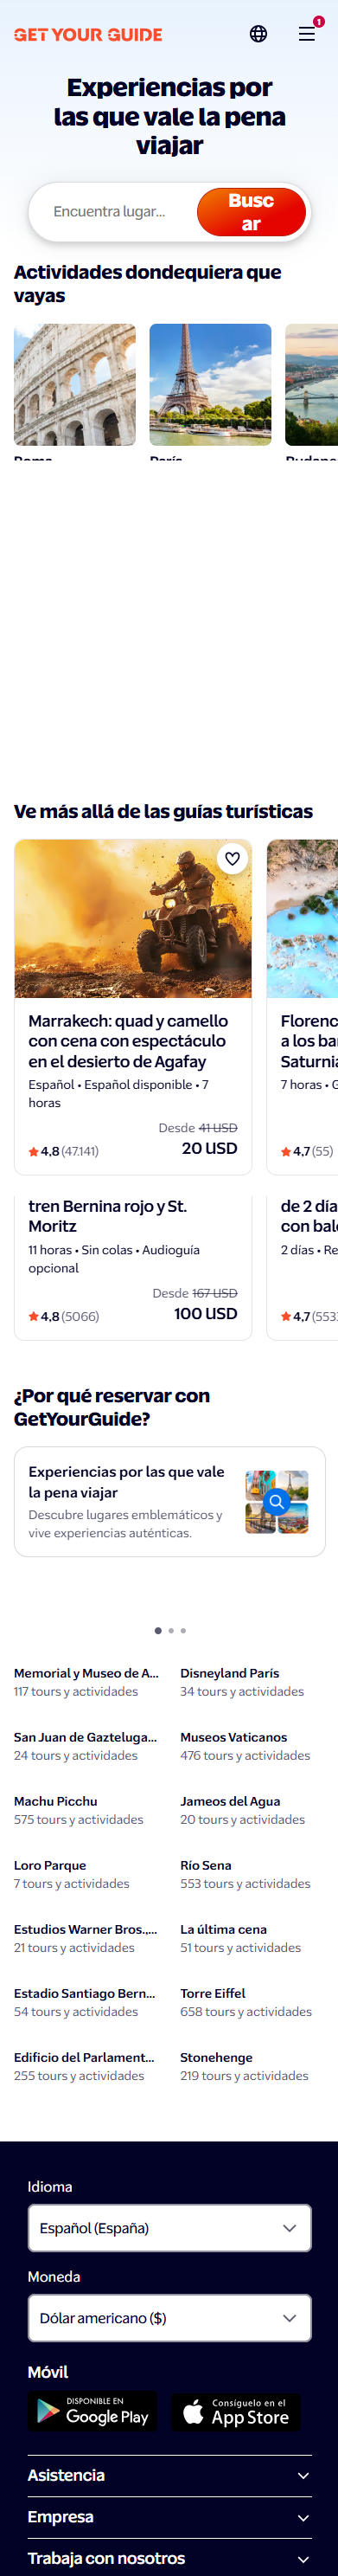 GET YOUR GUIDE
1
Experiencias por
las que vale la pena
viajar
Encuentra lugar...
Busc
ar
Actividades dondequiera que
vayas
Roma
París
Ve más allá de las guías turísticas
Marrakech: quad y camello
con cena con espectáculo
en el desierto de Agafay
Español • Español disponible • 7
horas
Desde 41 USD
4,8 (47.141)
20 USD
Florenc
a los ba
Saturnia
7 horas • G
4,7 (55)
tren Bernina rojo y St.
Moritz
11 horas • Sin colas • Audioguía
opcional
Desde 167 USD
4,8 (5066)
100 USD
de 2 día
con bal
2 días • Re
4,7 (553
¿Por qué reservar con
GetYourGuide?
Experiencias por las que vale
la pena viajar
Descubre lugares emblemáticos y
vive experiencias auténticas.
Memorial y Museo de A...
117 tours y actividades
Disneyland París
34 tours y actividades
San Juan de Gazteluga...
24 tours y actividades
Museos Vaticanos
476 tours y actividades
Machu Picchu
575 tours y actividades
Jameos del Agua
20 tours y actividades
Loro Parque
7 tours y actividades
Río Sena
553 tours y actividades
Estudios Warner Bros.,...
21 tours y actividades
La última cena
51 tours y actividades
Estadio Santiago Bern...
54 tours y actividades
Torre Eiffel
658 tours y actividades
Edificio del Parlament...
255 tours y actividades
Stonehenge
219 tours y actividades
Idioma
Español (España)
Moneda
Dólar americano ($)
Móvil
DISPONIBLE EN
Google Play
Consíguelo en el
App Store
Asistencia
Empresa
Trabaja con nosotros